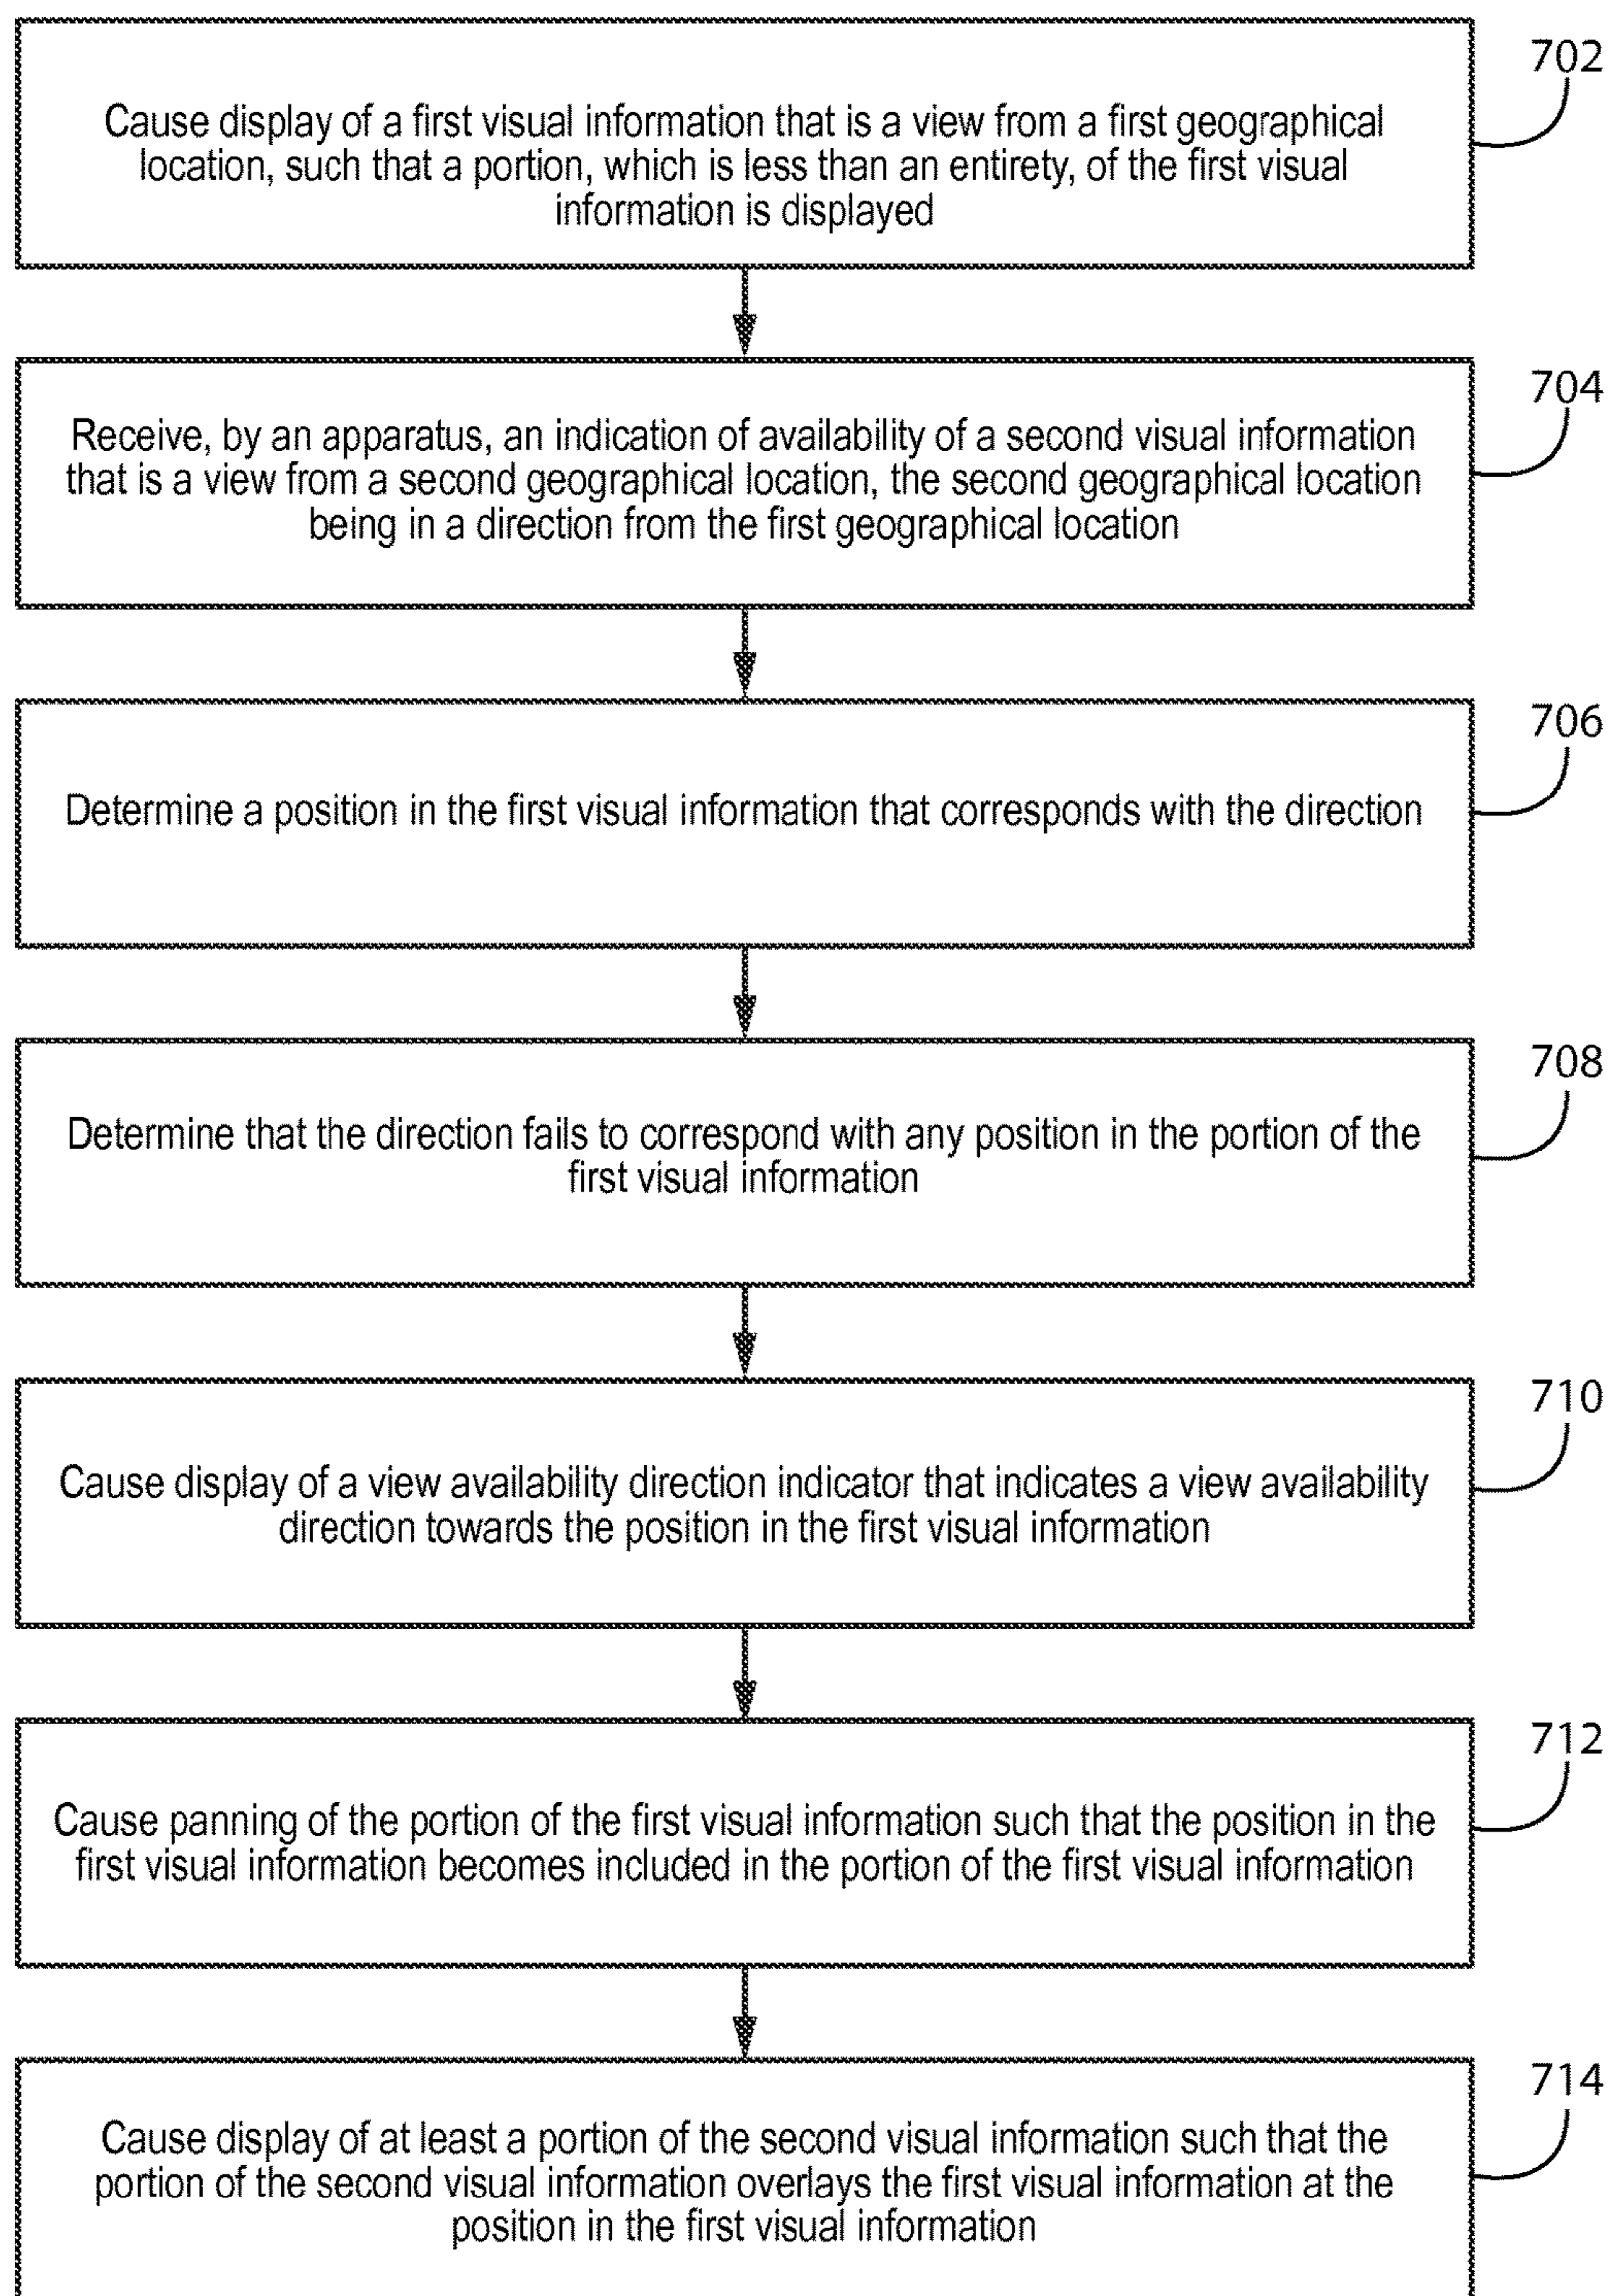 702
Cause display of a first visual information that is a view from a first geographical
location, such that a portion, which is less than an entirety, of the first visual
information is displayed
704
Receive, by an apparatus, an indication of availability of a second visual information
that is a view from a second geographical location, the second geographical location
being in a direction from the first geographical location
706
Determine a position in the first visual information that corresponds with the direction
708
Determine that the direction fails to correspond with any position in the portion of the
first visual information
710
Cause display of a view availability direction indicator that indicates a view availability
direction towards the position in the first visual information
712
Cause panning of the portion of the first visual information such that the position in the
first visual information becomes included in the portion of the first visual information
714
Cause display of at least a portion of the second visual information such that the
portion of the second visual information overlays the first visual information at the
position in the first visual information